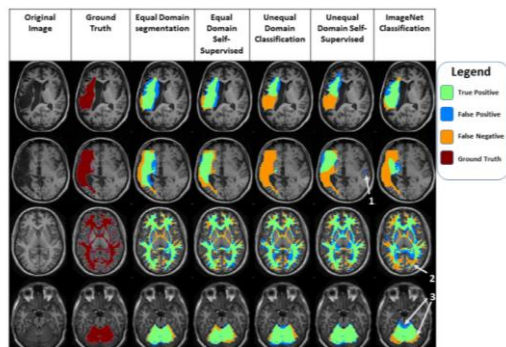 Original Image
Ground Truth
Equal Domain segmentation
Equal Domain Self-Supervised
Unequal Domain Classification
Unequal Domain Self-Supervised
ImageNet Classification
Legend
True Positive
False Positive
False Negative
Ground Truth
1
2
3